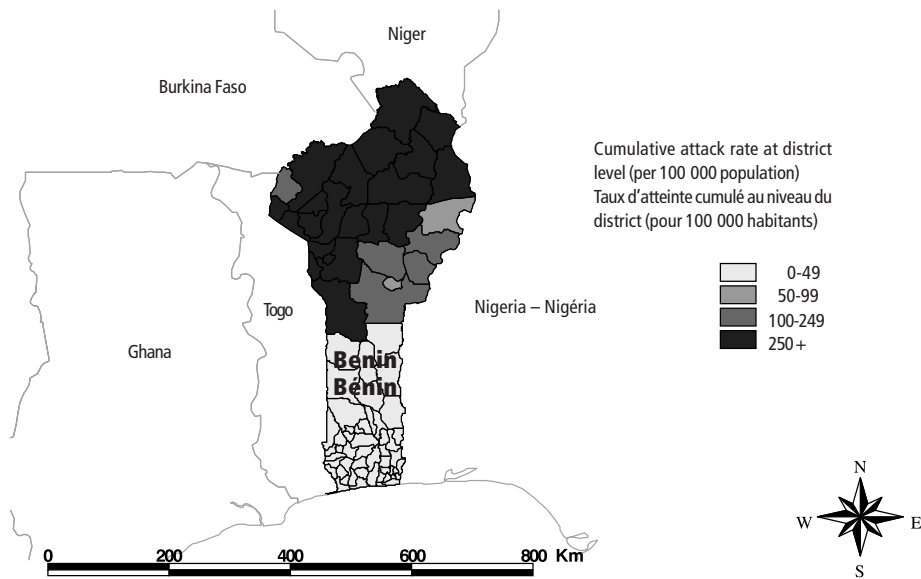 Niger
Burkina Faso
Cumulative attack rate at district
level (per 100 000 population)
Taux d’atteinte cumulé au niveau du
district (pour 100 000 habitants)
0-49
50-99
100-249
250+
Togo
Nigeria – Nigéria
Ghana
Benin
Bénin
N
W
E
S
0 200 400 600 800 Km